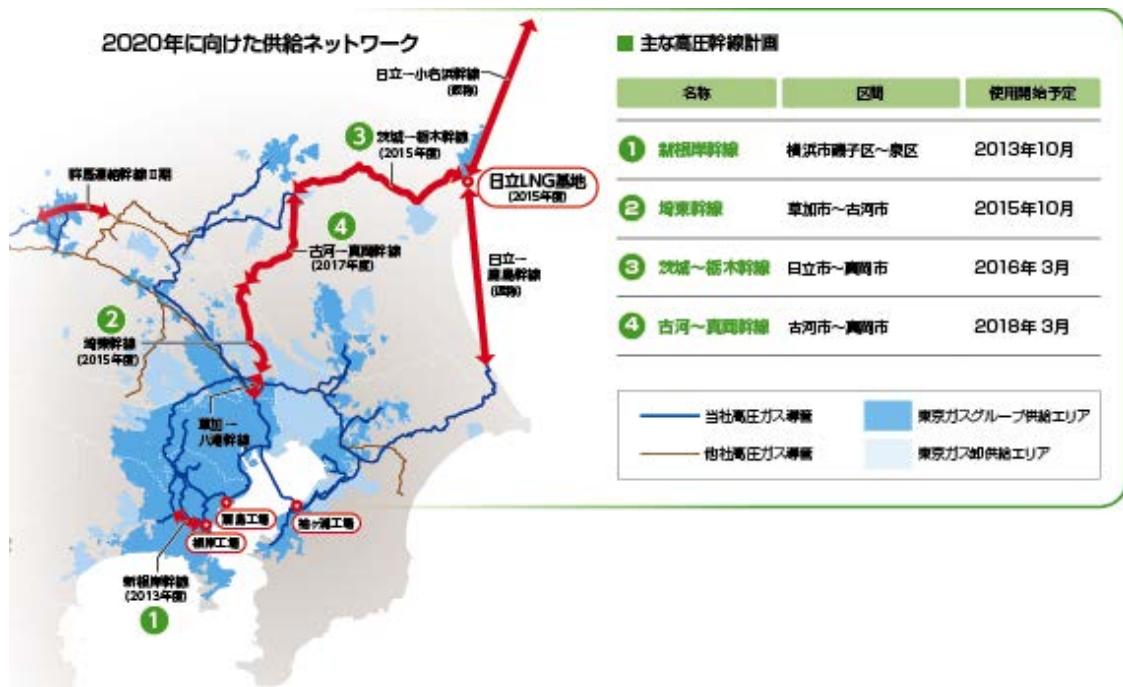 2020年に向けた供給ネットワーク
日立ー小名浜幹線
(仮称)
3
茨城ー栃木幹線
(2015年度)
群馬連絡幹線Ⅱ期
日立LNG基地
(2015年度)
4
古河ー真岡幹線
(2017年度)
日立ー
鹿島幹線
(仮称)
2
埼東幹線
(2015年度)
草加ー
八潮幹線
扇島工場
袖ヶ浦工場
根岸工場
新根岸幹線
(2013年度)
1
■ 主な高圧幹線計画
名称 区間 使用開始予定
1 新根岸幹線 横浜市磯子区～泉区 2013年10月
2 埼東幹線 草加市～古河市 2015年10月
3 茨城～栃木幹線 日立市～真岡市 2016年 3月
4 古河～真岡幹線 古河市～真岡市 2018年 3月
当社高圧ガス導管 東京ガスグループ供給エリア
他社高圧ガス導管 東京ガス卸供給エリア